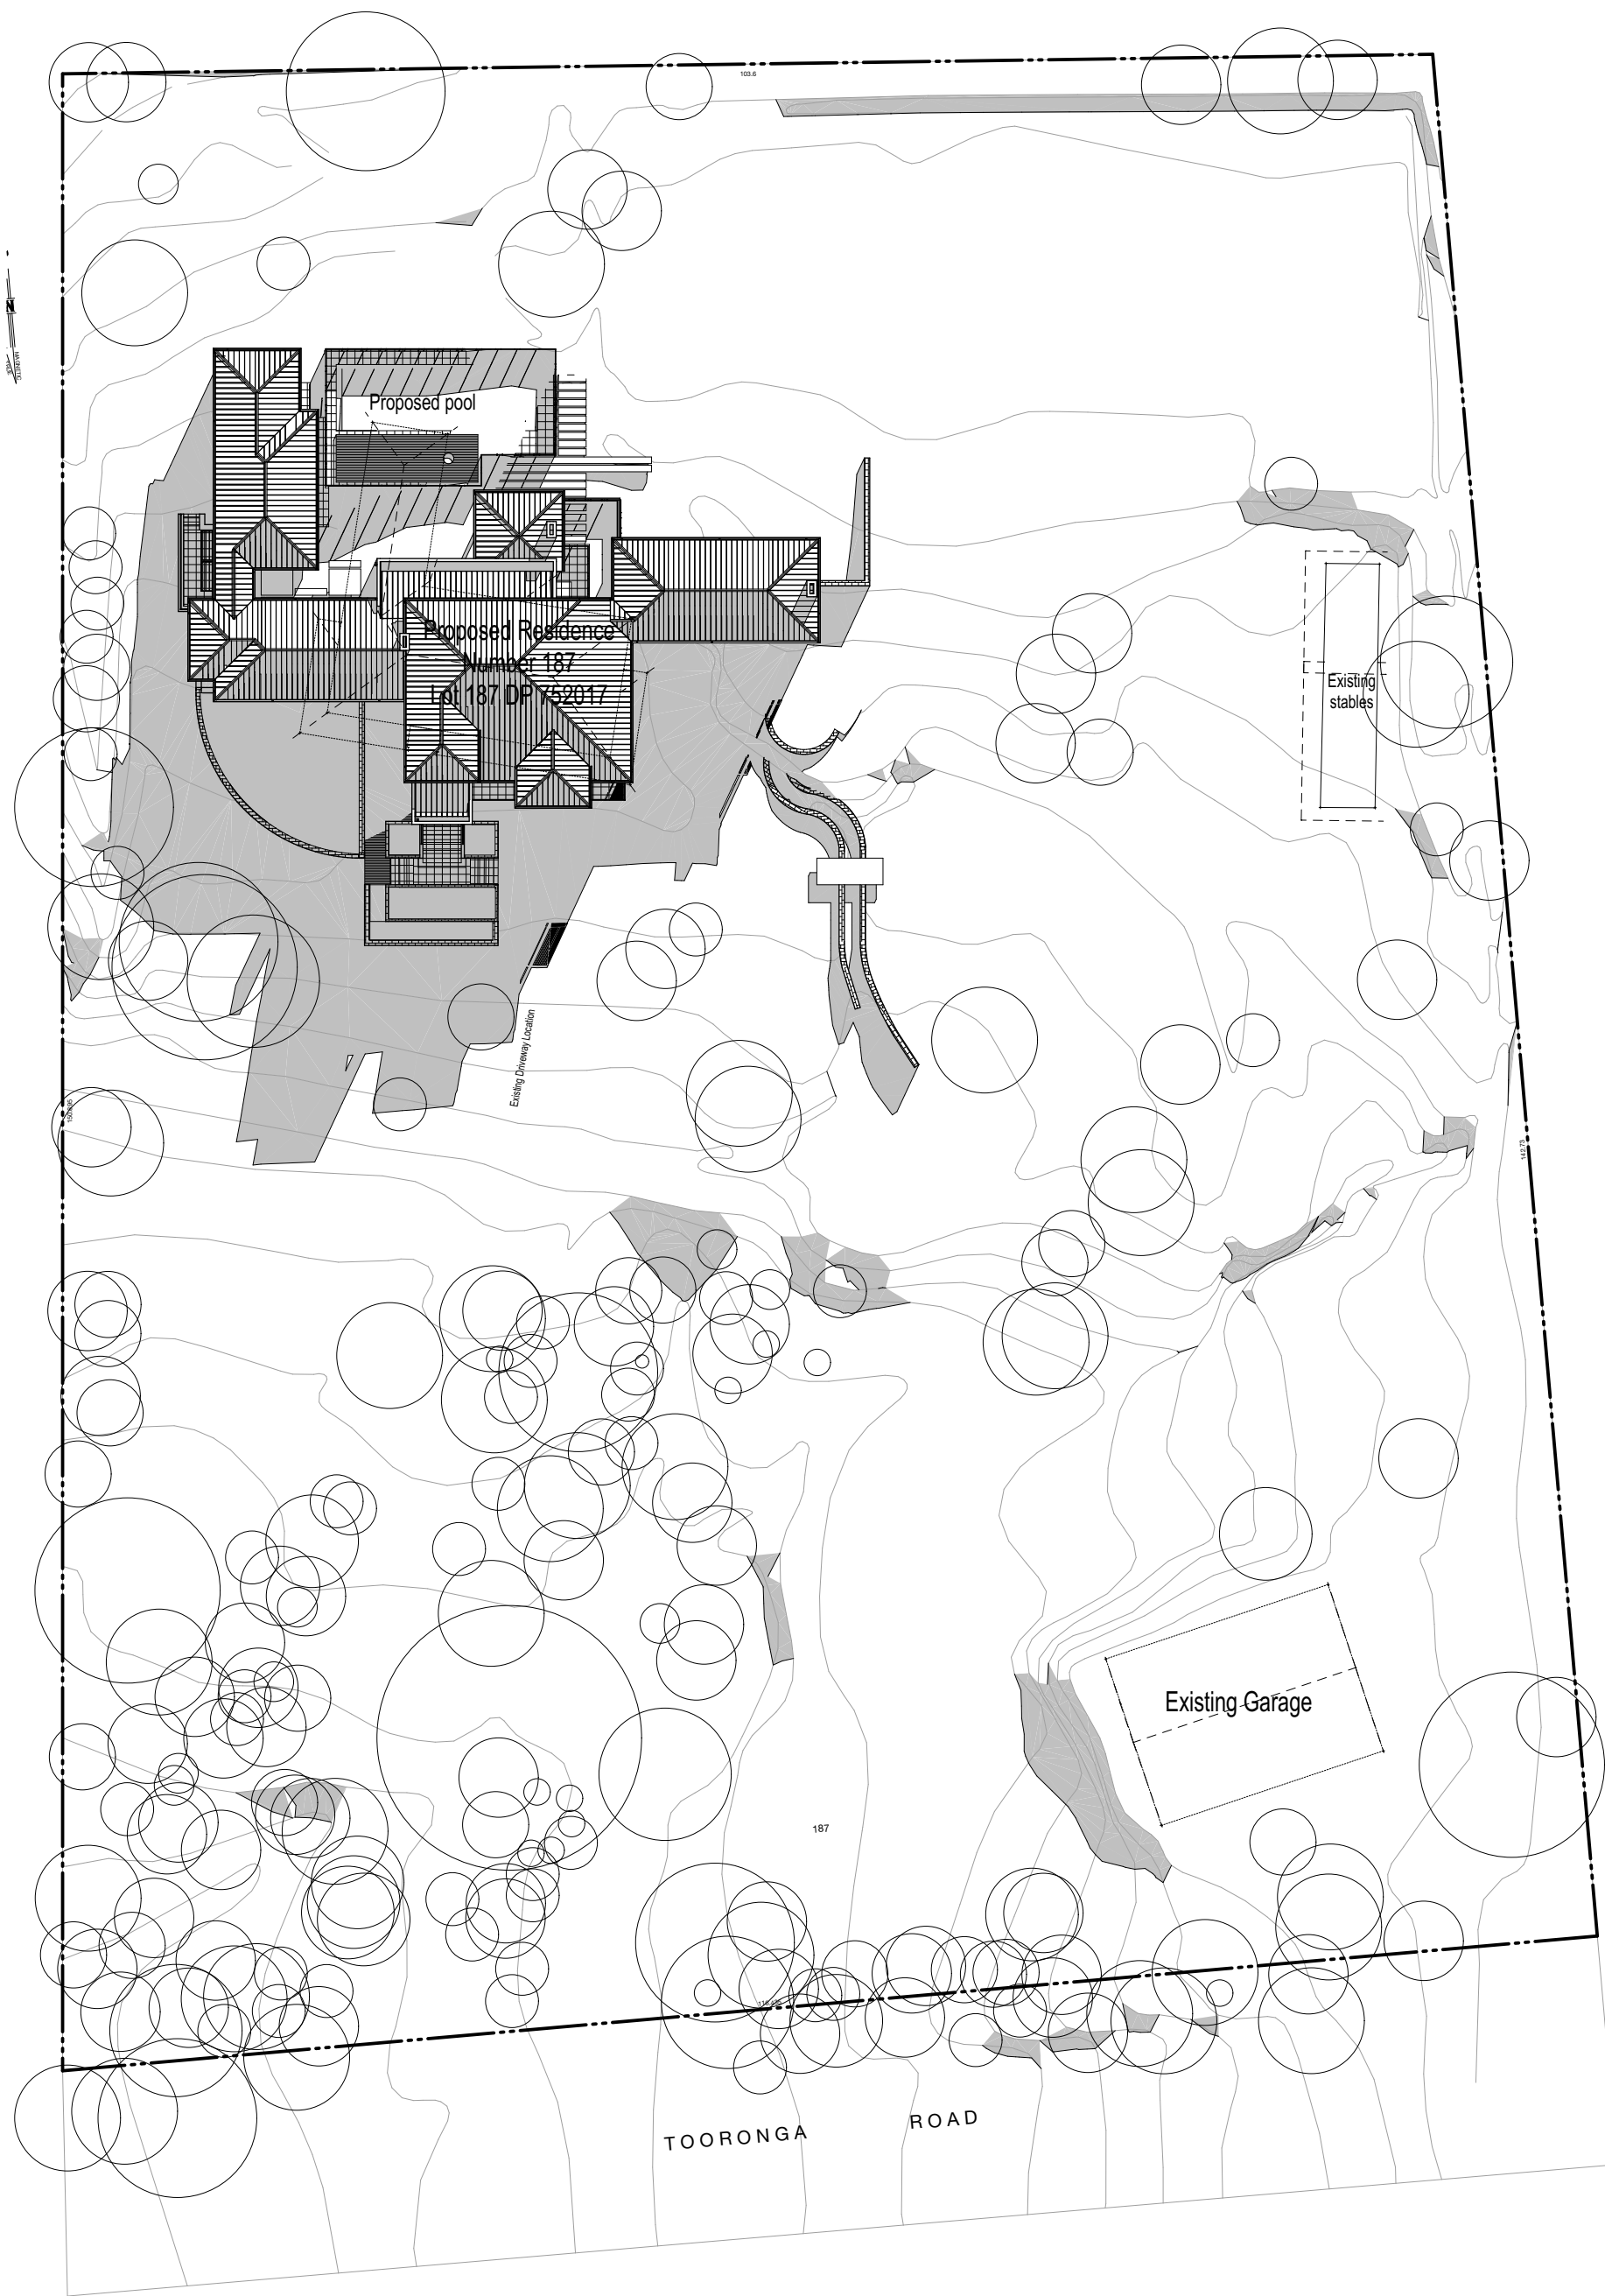 103.6
N
MAGNETIC
Proposed pool
Proposed Residence
Number 187
Lot 187 DP 752017
Existing
stables
Existing Driveway Location
142.73
Existing Garage
187
TOORONGA ROAD